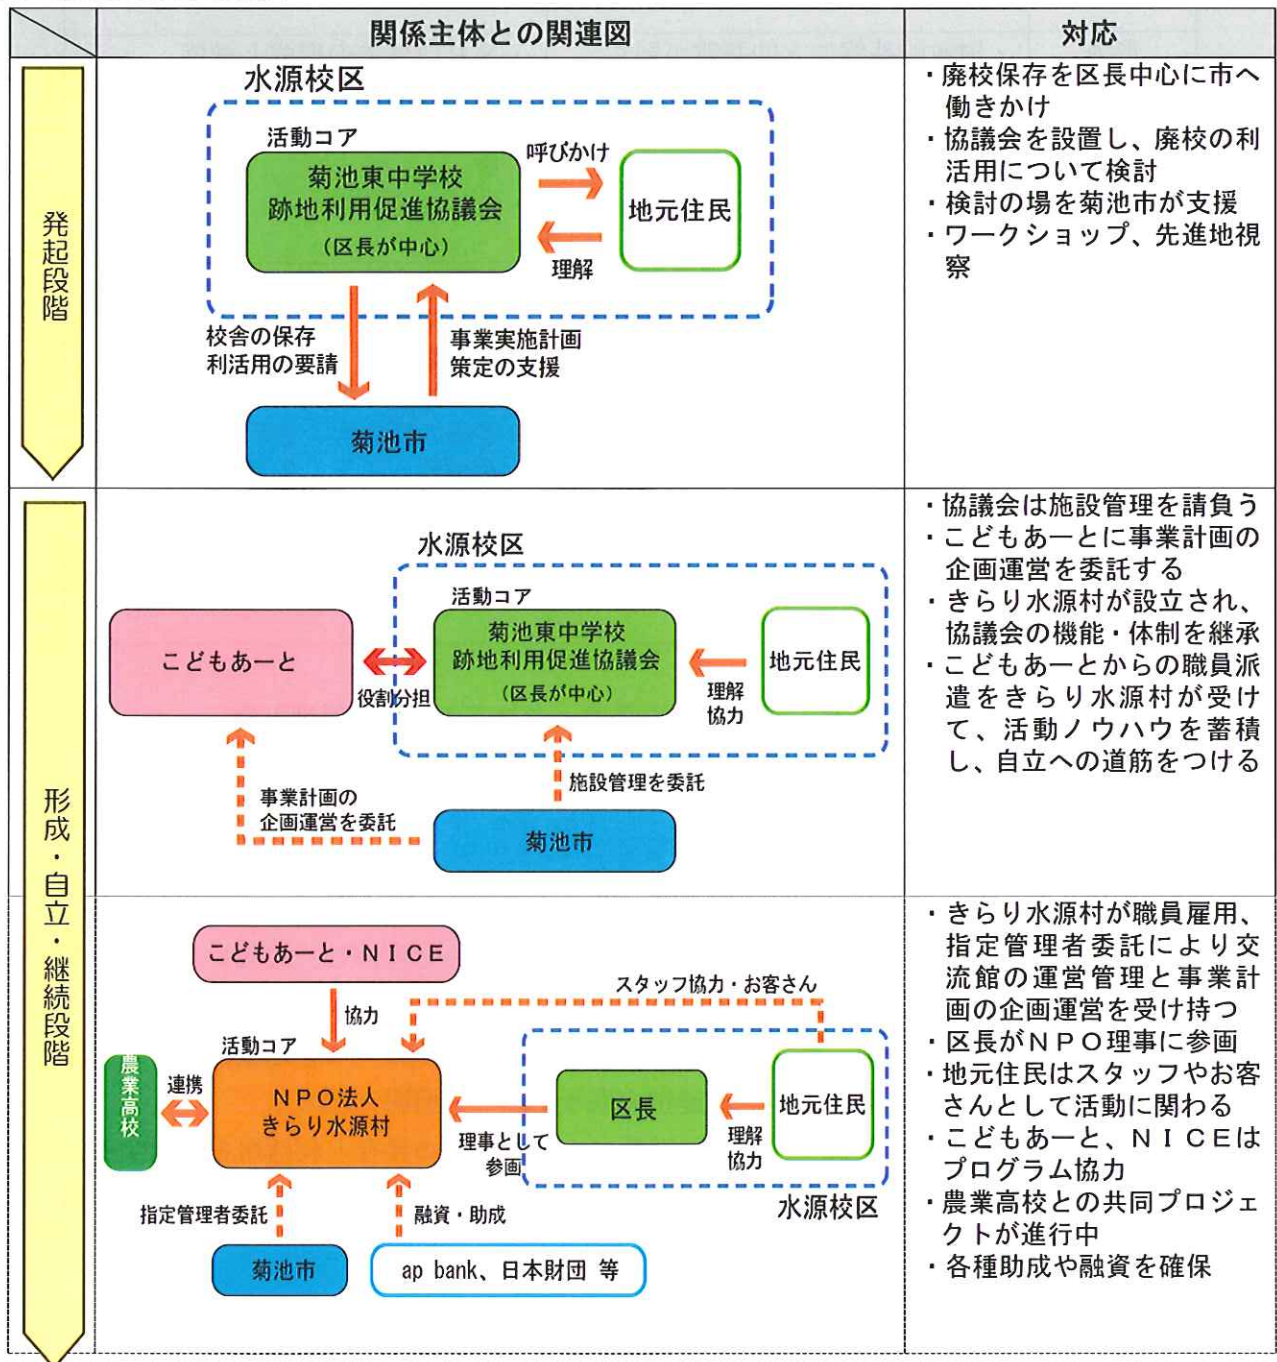 関係主体との関連図
対応
発起段階
水源校区
活動コア
菊池東中学校
跡地利用促進協議会
(区長が中心)
呼びかけ
理解
地元住民
校舎の保存
利活用の要請
事業実施計画
策定の支援
菊池市
・廃校保存を区長中心に市へ
働きかけ
・協議会を設置し、廃校の利
活用について検討
・検討の場を菊池市が支援
・ワークショップ、先進地視
察
形成・自立・継続段階
水源校区
活動コア
こどもあーと
役割分担
菊池東中学校
跡地利用促進協議会
(区長が中心)
理解
協力
地元住民
事業計画の
企画運営を委託
施設管理を委託
菊池市
・協議会は施設管理を請負う
・こどもあーとに事業計画の
企画運営を委託する
・きらり水源村が設立され、
協議会の機能・体制を継承
・こどもあーとからの職員派
遣をきらり水源村が受け
て、活動ノウハウを蓄積
し、自立への道筋をつける
こどもあーと・NICE
協力
スタッフ協力・お客さん
活動コア
農業高校
連携
NPO法人
きらり水源村
理事として
参画
区長
理解
協力
地元住民
水源校区
指定管理者委託
融資・助成
菊池市
ap bank、日本財団 等
・きらり水源村が職員雇用、
指定管理者委託により交
流館の運営管理と事業計
画の企画運営を受け持つ
・区長がNPO理事に参画
・地元住民はスタッフやお客
さんとして活動に関わる
・こどもあーと、NICEは
プログラム協力
・農業高校との共同プロジェ
クトが進行中
・各種助成や融資を確保